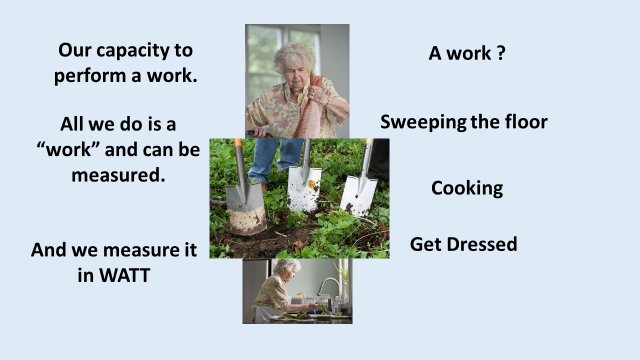 Our capacity to
perform a work.
All we do is a
“work” and can be
measured.
And we measure it
in WATT
A work ?
Sweeping the floor
Cooking
Get Dressed